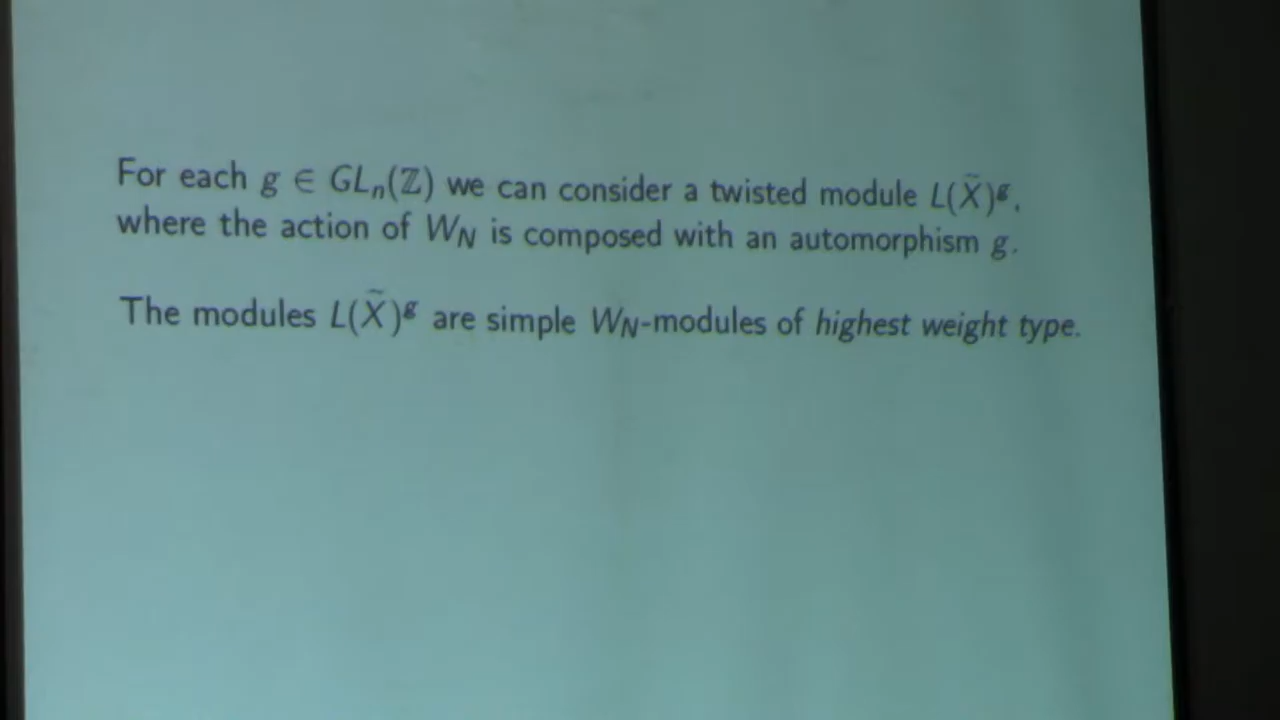 For each g ∈ GLₙ(ℤ) we can consider a twisted module L(X̃)ᵍ,
where the action of W_N is composed with an automorphism g.
The modules L(X̃)ᵍ are simple W_N-modules of highest weight type.